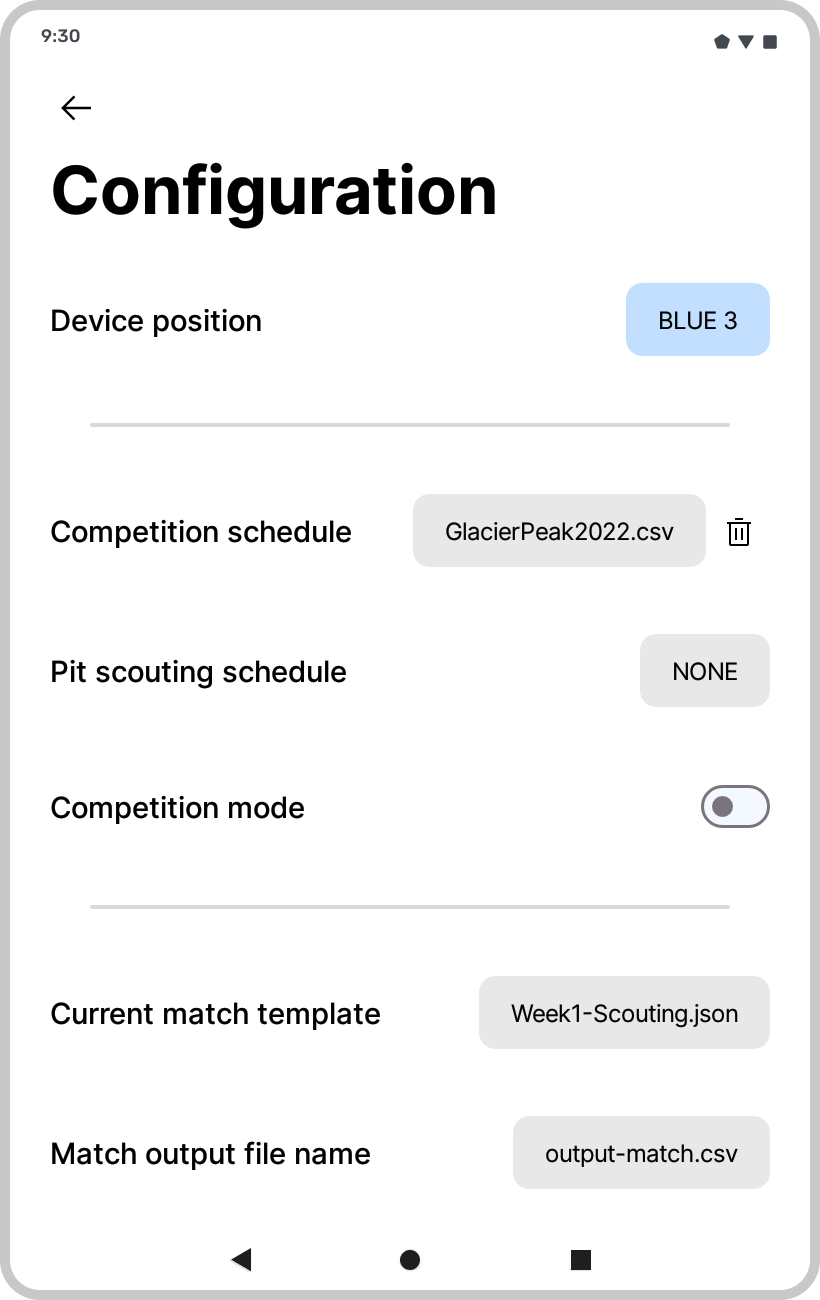 9:30
Configuration
Device position
BLUE 3
Competition schedule
GlacierPeak2022.csv
Pit scouting schedule
NONE
Competition mode
Current match template
Week1-Scouting.json
Match output file name
output-match.csv